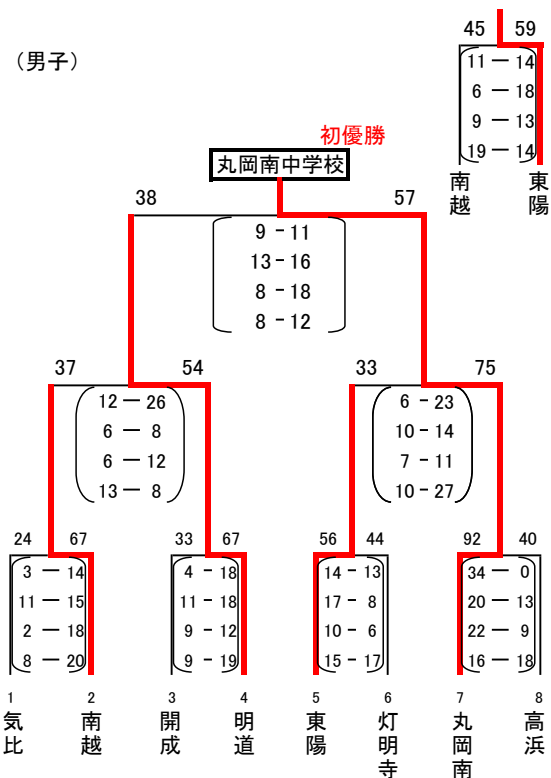 （男子）
45 59
11 ― 14
6 ― 18
9 ― 13
19 ― 14
南越 東陽
初優勝
丸岡南中学校
38 57
9 - 11
13 - 16
8 - 18
8 - 12
37 54
12 ― 26
6 ― 8
6 ― 12
13 ― 8
33 75
6 - 23
10 - 14
7 - 11
10 - 27
24 67
3 ― 14
11 ― 15
2 ― 18
8 ― 20
33 67
4 - 18
11 - 18
9 - 12
9 - 19
56 44
14 - 13
17 - 8
10 - 6
15 - 17
92 40
34 ― 0
20 ― 13
22 ― 9
16 ― 18
1 2 3 4 5 6 7 8
気比 南越 開成 明道 東陽 灯明寺 丸岡南 高浜